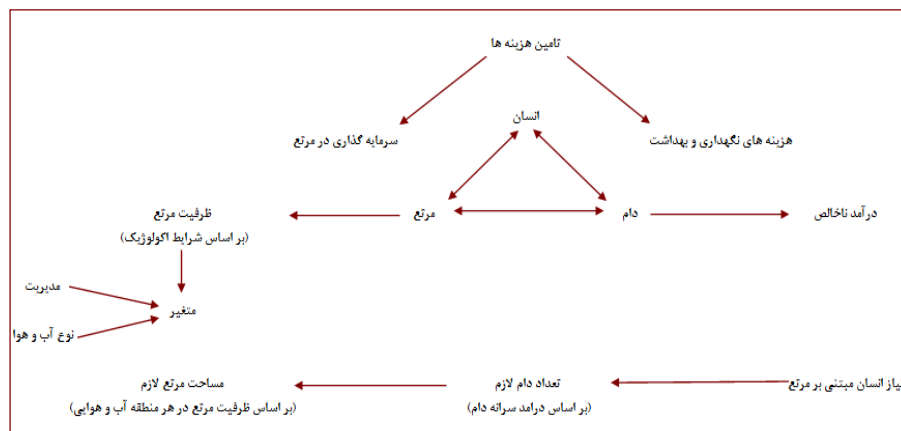 تامین هزینه ها
انسان
هزینه های نگهداری و بهداشت
سرمایه گذاری در مرتع
درآمد ناخالص
دام
مرتع
ظرفیت مرتع
(بر اساس شرایط اکولوژیک)
مدیریت
متغیر
نوع آب و هوا
یاز انسان مبتنی بر مرتع
تعداد دام لازم
(بر اساس درامد سرانه دام)
مساحت مرتع لازم
(بر اساس ظرفیت مرتع در هر منطقه آب و هوایی)